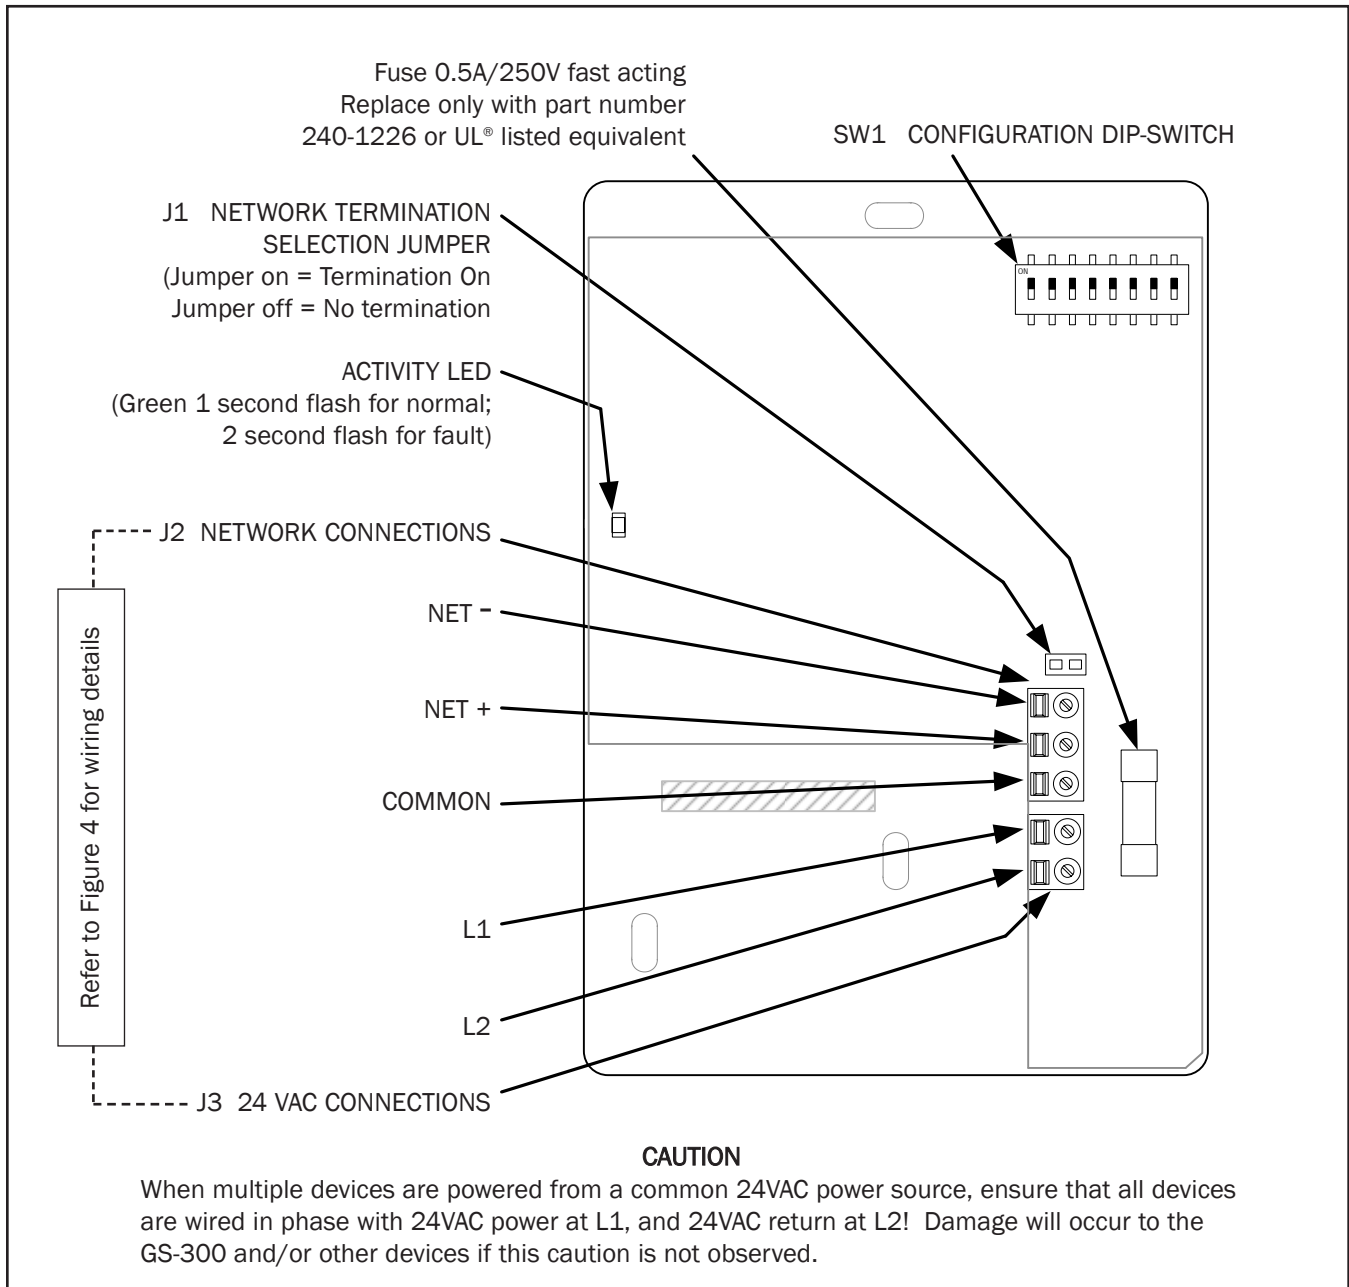 Fuse 0.5A/250V fast acting
Replace only with part number
240-1226 or UL® listed equivalent
SW1 CONFIGURATION DIP-SWITCH
J1 NETWORK TERMINATION
SELECTION JUMPER
(Jumper on = Termination On
Jumper off = No termination
ON
ACTIVITY LED
(Green 1 second flash for normal;
2 second flash for fault)
J2 NETWORK CONNECTIONS
NET -
NET +
COMMON
L1
L2
J3 24 VAC CONNECTIONS
Refer to Figure 4 for wiring details
CAUTION
When multiple devices are powered from a common 24VAC power source, ensure that all devices
are wired in phase with 24VAC power at L1, and 24VAC return at L2! Damage will occur to the
GS-300 and/or other devices if this caution is not observed.